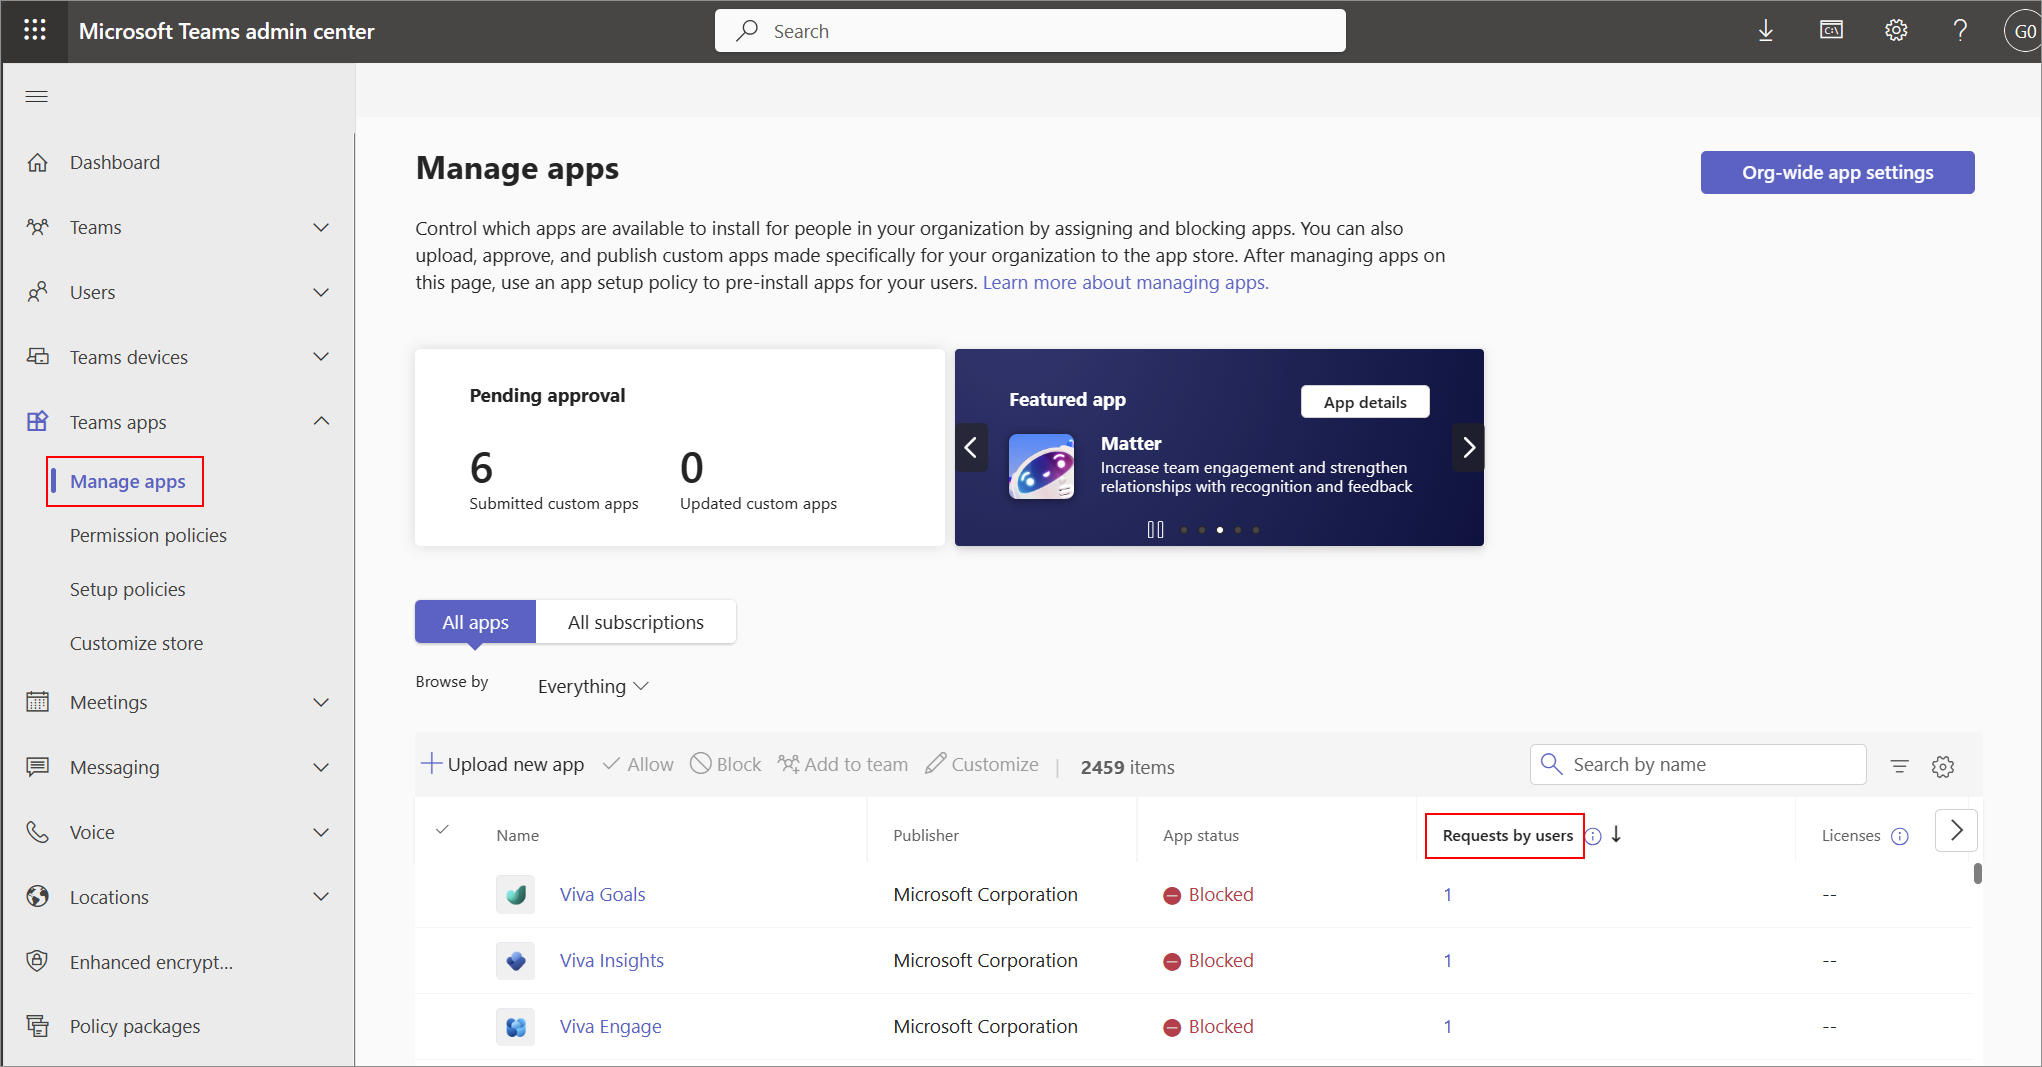 Microsoft Teams admin center
Search
G0
Dashboard
Teams
Users
Teams devices
Teams apps
Manage apps
Permission policies
Setup policies
Customize store
Meetings
Messaging
Voice
Locations
Enhanced encrypt...
Policy packages
Manage apps
Org-wide app settings
Control which apps are available to install for people in your organization by assigning and blocking apps. You can also
upload, approve, and publish custom apps made specifically for your organization to the app store. After managing apps on
this page, use an app setup policy to pre-install apps for your users. Learn more about managing apps.
Pending approval
6
Submitted custom apps
0
Updated custom apps
Featured app
App details
Matter
Increase team engagement and strengthen
relationships with recognition and feedback
All apps
All subscriptions
Browse by
Everything
Upload new app
Allow
Block
Add to team
Customize
2459 items
Search by name
Name
Publisher
App status
Requests by users
Licenses
Viva Goals
Microsoft Corporation
Blocked
1
--
Viva Insights
Microsoft Corporation
Blocked
1
--
Viva Engage
Microsoft Corporation
Blocked
1
--